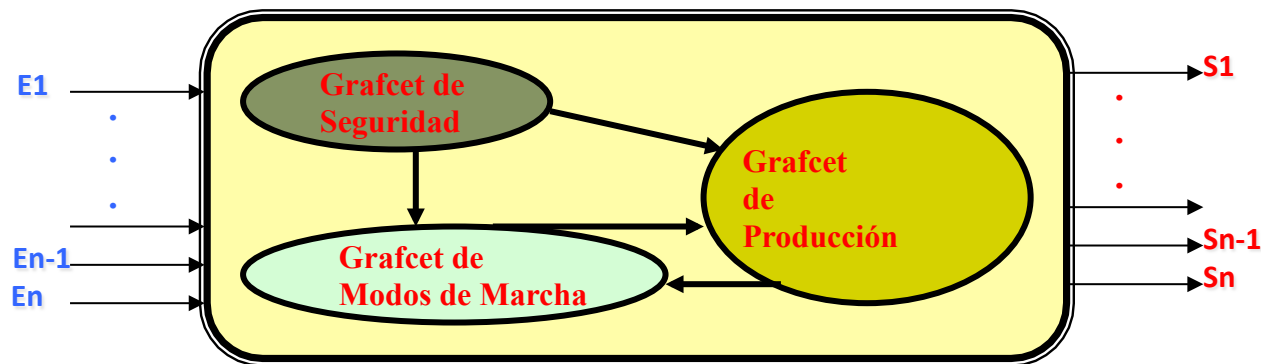 E1
En-1
En
Grafcet de
Seguridad
Grafcet de
Modos de Marcha
Grafcet
de
Producción
S1
Sn-1
Sn